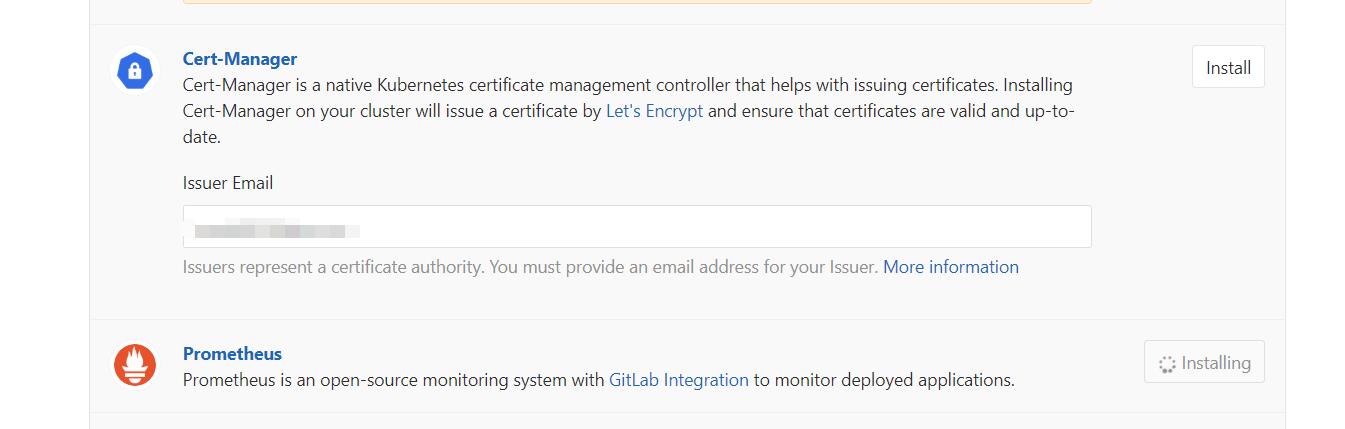 Cert-Manager
Install
Cert-Manager is a native Kubernetes certificate management controller that helps with issuing certificates. Installing
Cert-Manager on your cluster will issue a certificate by Let's Encrypt and ensure that certificates are valid and up-to-
date.
Issuer Email
Issuers represent a certificate authority. You must provide an email address for your Issuer. More information
Prometheus
Installing
Prometheus is an open-source monitoring system with GitLab Integration to monitor deployed applications.